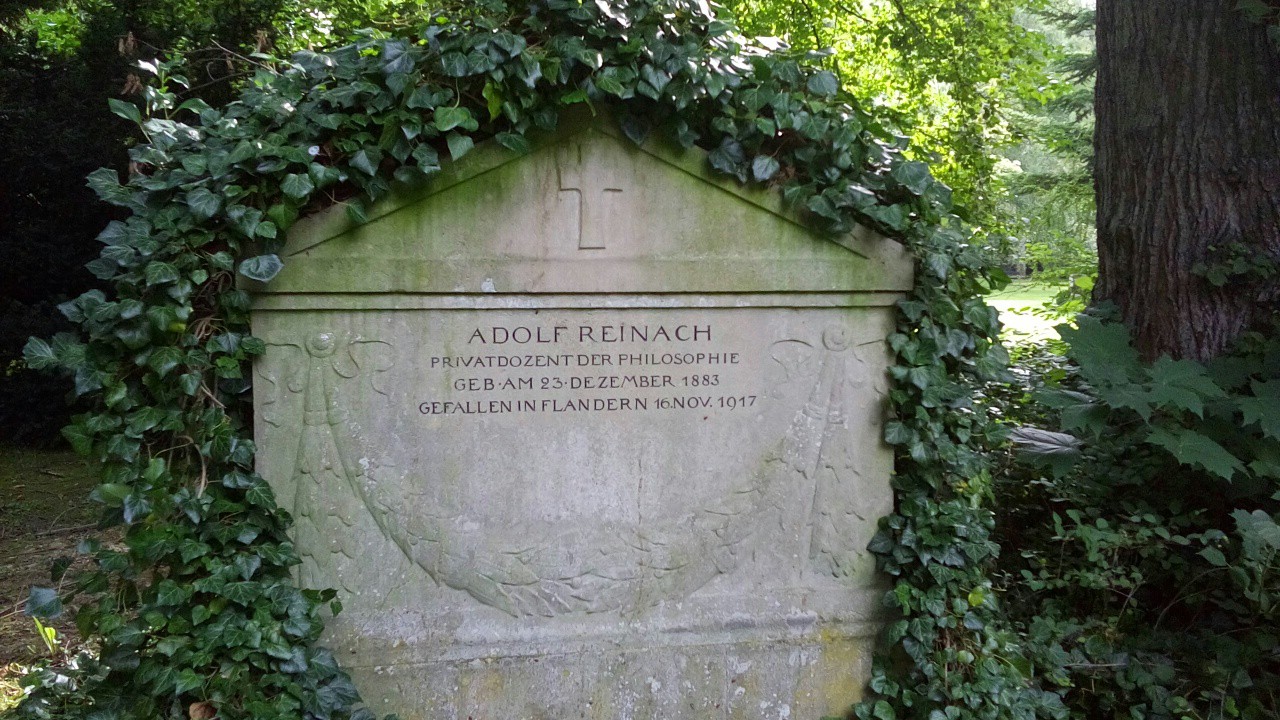 ADOLF REINACH
PRIVATDOZENT DER PHILOSOPHIE
GEB·AM 23·DEZEMBER 1883
GEFALLEN IN FLANDERN 16.NOV. 1917